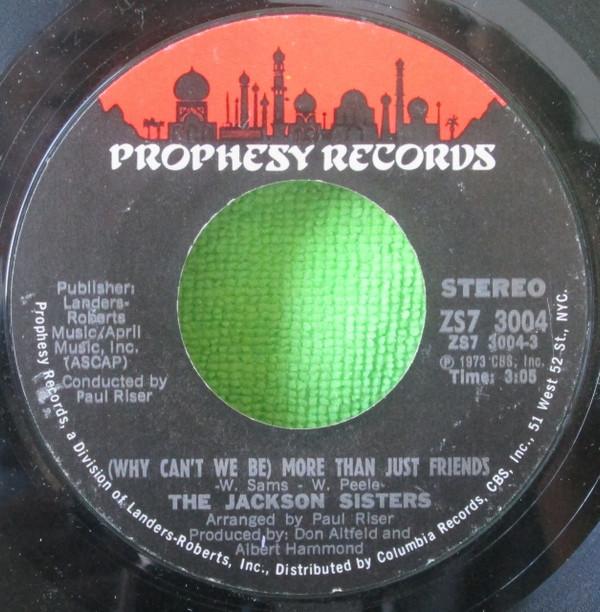 PROPHESY RECORDS
Publisher:
Landers-
Roberts
Music/April
Music, Inc.
(ASCAP)
Conducted by
Paul Riser
STEREO
ZS7 3004
ZS7 3004-3
Ⓟ 1973 CBS, Inc.
Time: 3:05
(WHY CAN'T WE BE) MORE THAN JUST FRIENDS
-W. Sams - W. Peele-
THE JACKSON SISTERS
Arranged by Paul Riser
Produced by: Don Altfeld and
Albert Hammond
Prophesy Records, a Division of Landers-Roberts, Inc., Distributed by Columbia Records, CBS, Inc., 51 West 52 St., NYC.